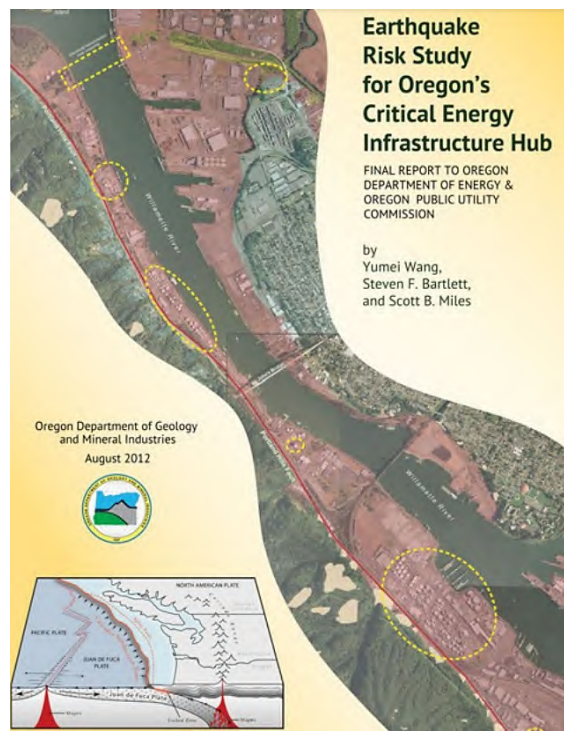 Earthquake
Risk Study
for Oregon's
Critical Energy
Infrastructure Hub
FINAL REPORT TO OREGON
DEPARTMENT OF ENERGY &
OREGON PUBLIC UTILITY
COMMISSION
by
Yumei Wang,
Steven F. Bartlett,
and Scott B. Miles
Willamette River
Willamette River
Oregon Department of Geology
and Mineral Industries
August 2012
NORTH AMERICAN PLATE
PACIFIC PLATE
JUAN DE FUCA
PLATE
Juan de Fuca Plate